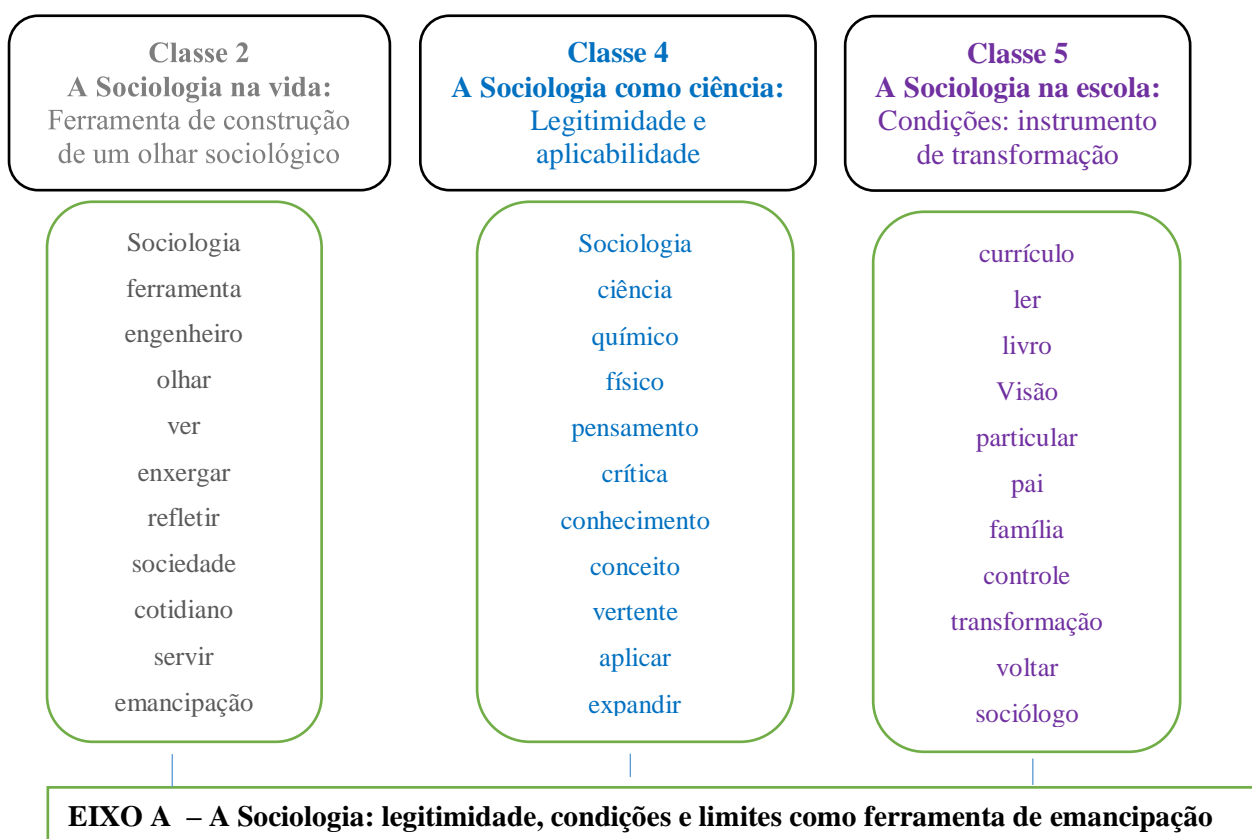 Classe 2
A Sociologia na vida:
Ferramenta de construção
de um olhar sociológico
Sociologia
ferramenta
engenheiro
olhar
ver
enxergar
refletir
sociedade
cotidiano
servir
emancipação
Classe 4
A Sociologia como ciência:
Legitimidade e
aplicabilidade
Sociologia
ciência
químico
físico
pensamento
crítica
conhecimento
conceito
vertente
aplicar
expandir
Classe 5
A Sociologia na escola:
Condições: instrumento
de transformação
currículo
ler
livro
Visão
particular
pai
família
controle
transformação
voltar
sociólogo
EIXO A – A Sociologia: legitimidade, condições e limites como ferramenta de emancipação